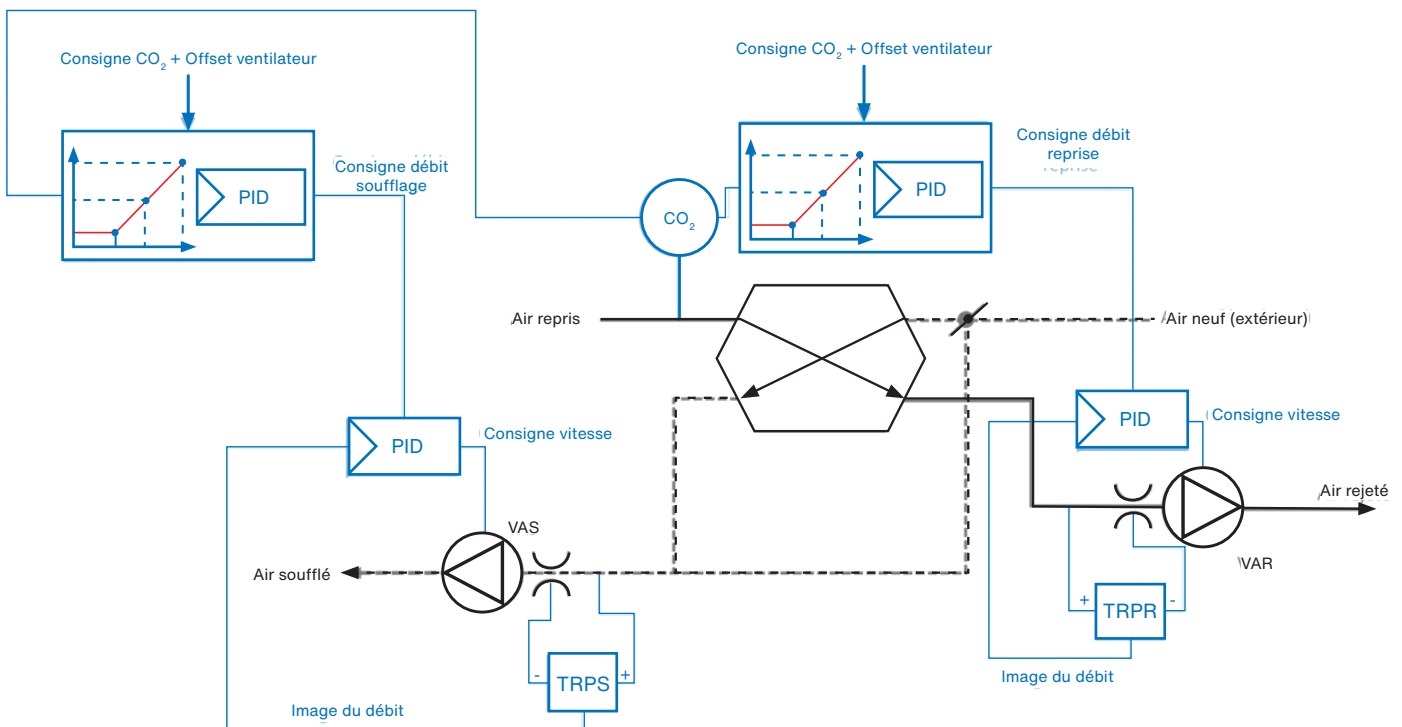 Consigne CO₂ + Offset ventilateur
Consigne CO₂ + Offset ventilateur
PID
Consigne débit
soufflage
CO₂
PID
Consigne débit
reprise
Air repris
Air neuf (extérieur)
PID
Consigne vitesse
PID
Consigne vitesse
Air rejeté
VAS
VAR
Air soufflé
+
TRPR
-
-
TRPS
+
Image du débit
Image du débit